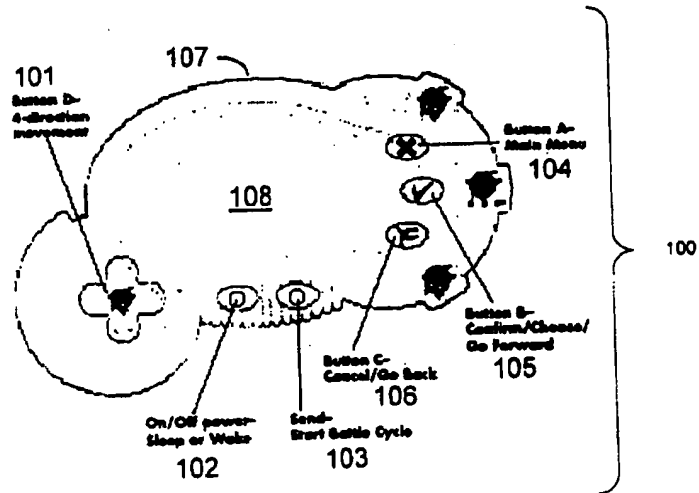 107
101
Button D-
4-direction
movement
Button A-
Main Menu
104
108
100
Button B-
Confirm/Choose/
Go Forward
105
Button C-
Cancel/Go Back
106
On/Off power-
Sleep or Wake
102
Send-
Start Battle Cycle
103